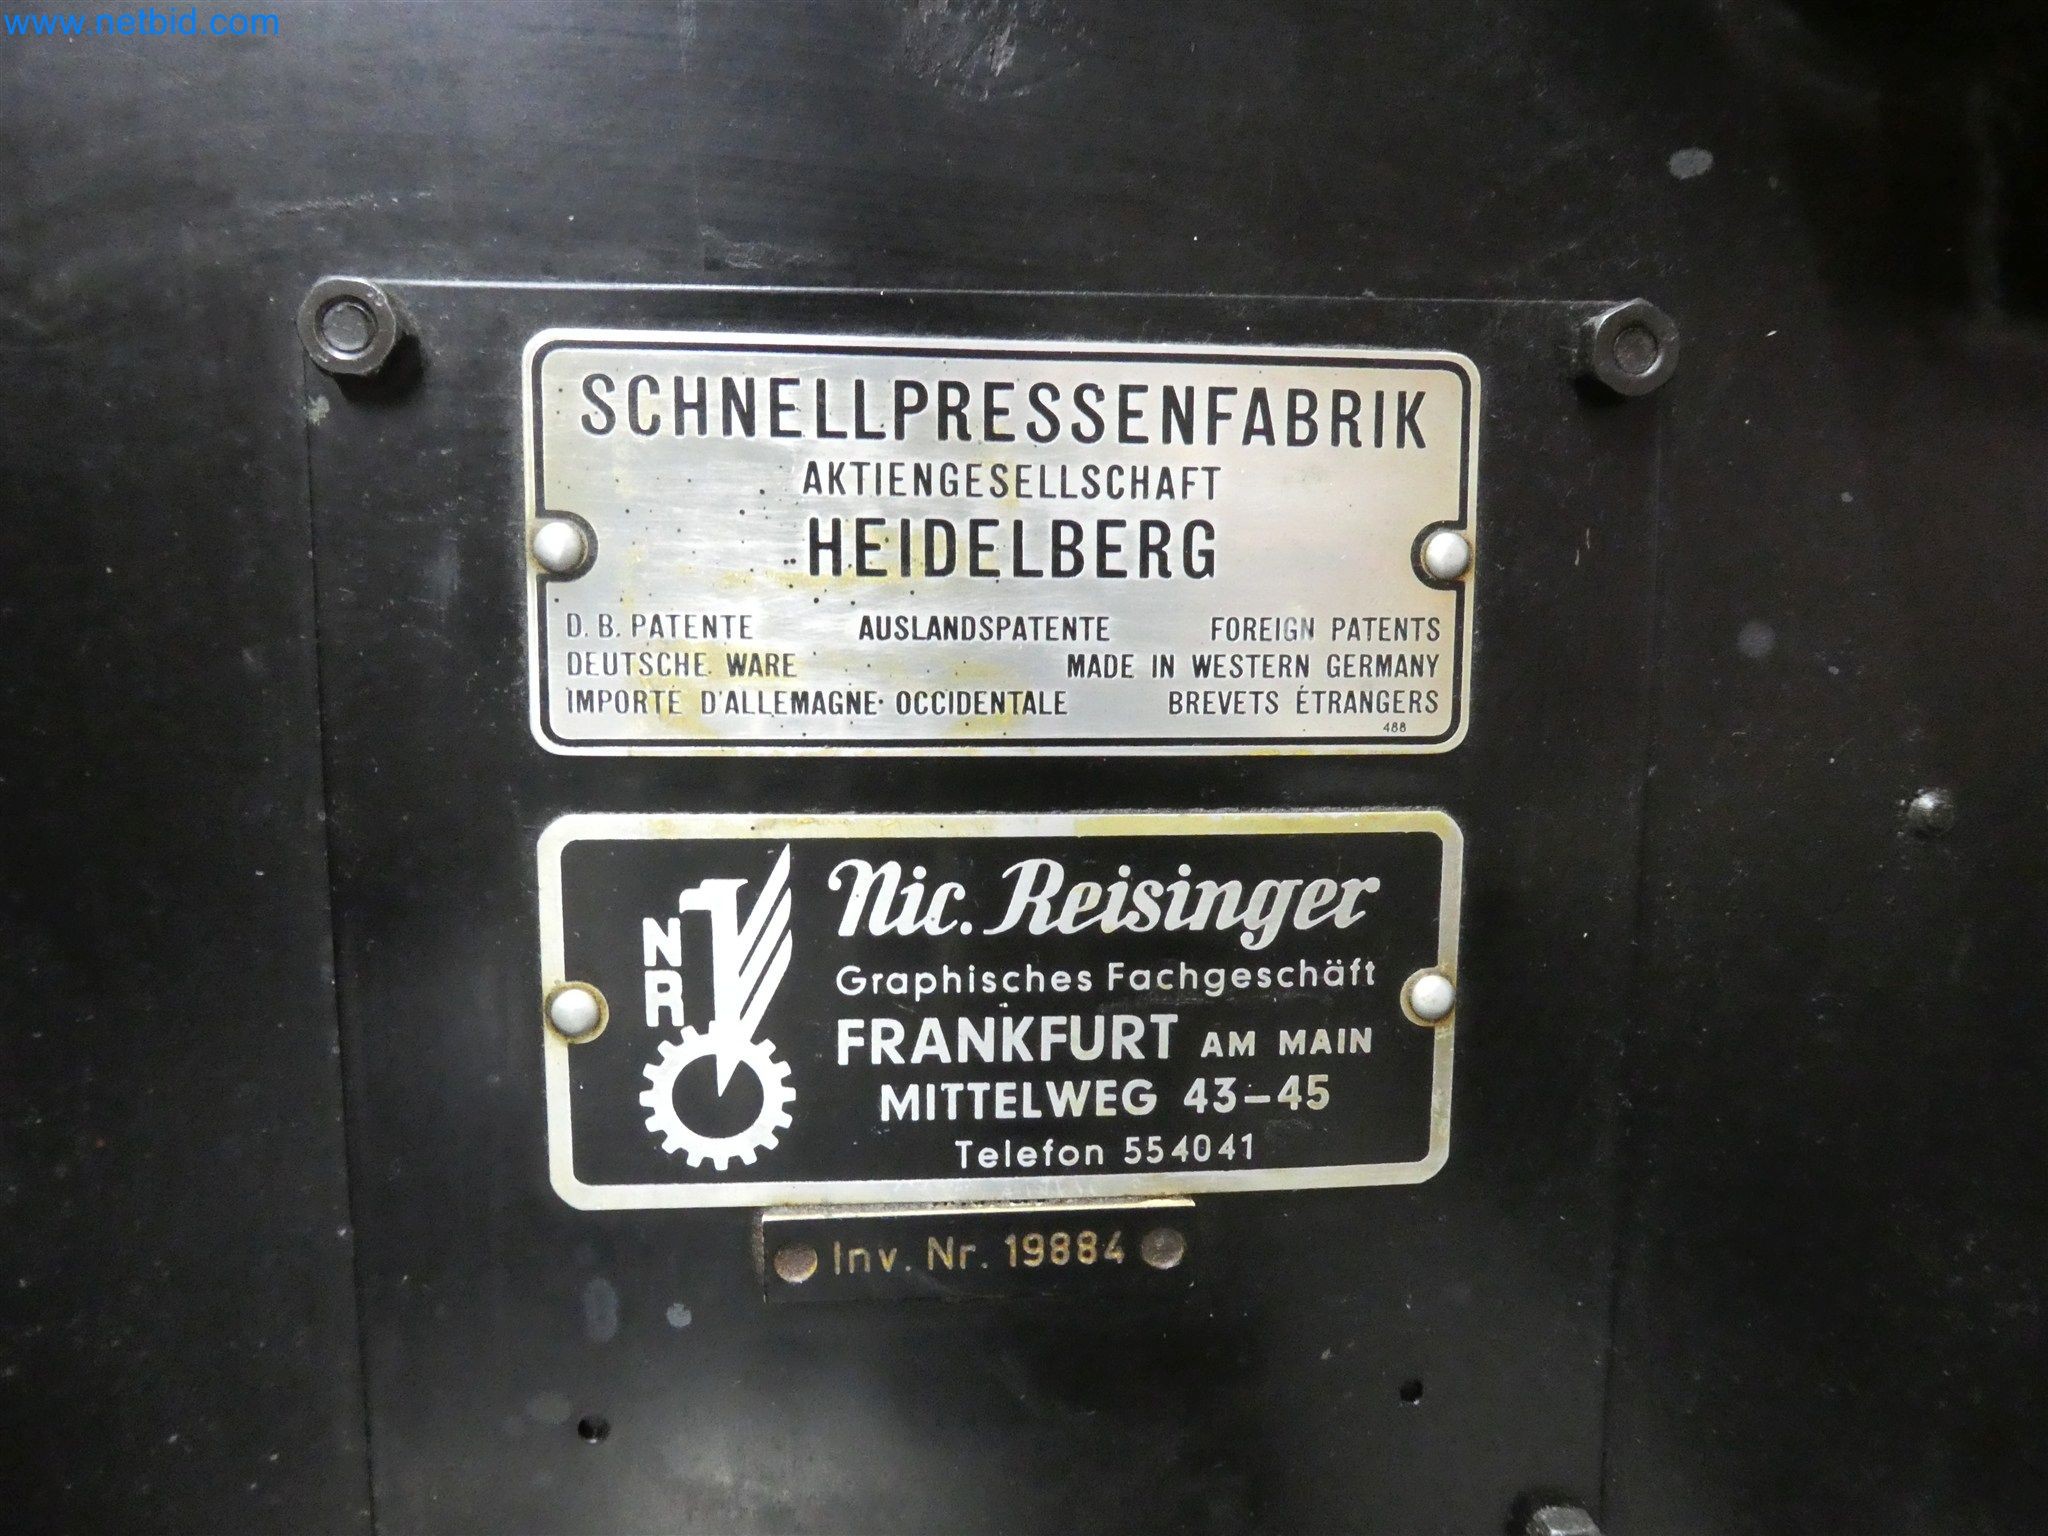 www.netbid.com
SCHNELLPRESSENFABRIK
AKTIENGESELLSCHAFT
HEIDELBERG
D. B. PATENTE AUSLANDSPATENTE FOREIGN PATENTS
DEUTSCHE WARE MADE IN WESTERN GERMANY
IMPORTÉ D'ALLEMAGNE OCCIDENTALE BREVETS ÉTRANGERS
488
NR
Nic. Reisinger
Graphisches Fachgeschäft
FRANKFURT AM MAIN
MITTELWEG 43-45
Telefon 554041
Inv. Nr. 19884